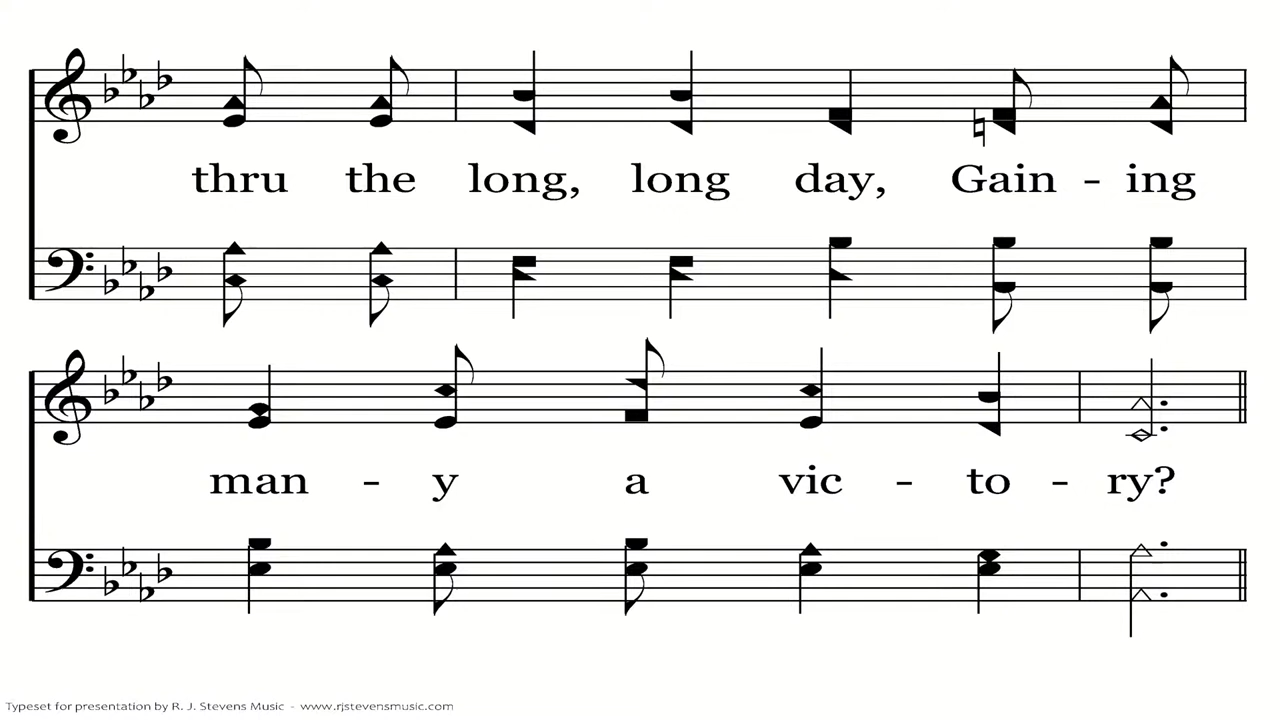 thru the long, long day, Gain - ing
man - y a vic - to - ry?
Typeset for presentation by R. J. Stevens Music - www.rjstevensmusic.com